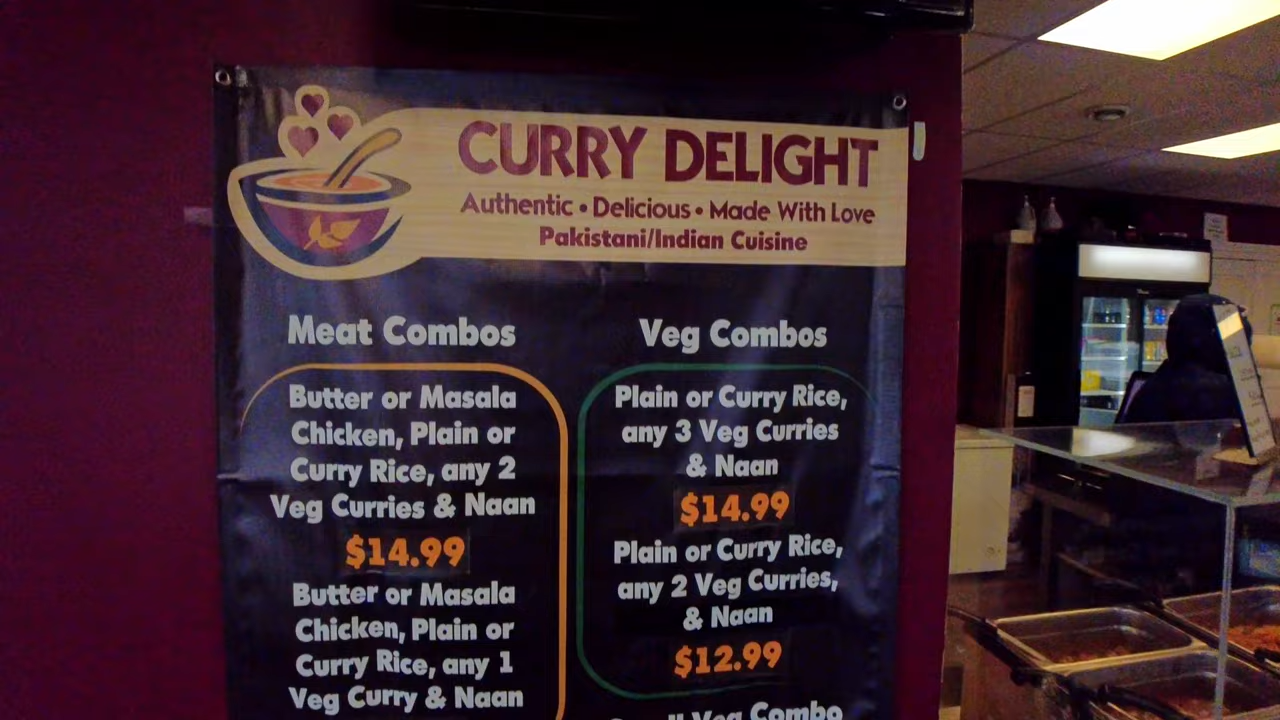 CURRY DELIGHT
Authentic • Delicious • Made With Love
Pakistani/Indian Cuisine
Meat Combos
Butter or Masala
Chicken, Plain or
Curry Rice, any 2
Veg Curries & Naan
$14.99
Butter or Masala
Chicken, Plain or
Curry Rice, any 1
Veg Curry & Naan
Veg Combos
Plain or Curry Rice,
any 3 Veg Curries
& Naan
$14.99
Plain or Curry Rice,
any 2 Veg Curries,
& Naan
$12.99
Veg Combo